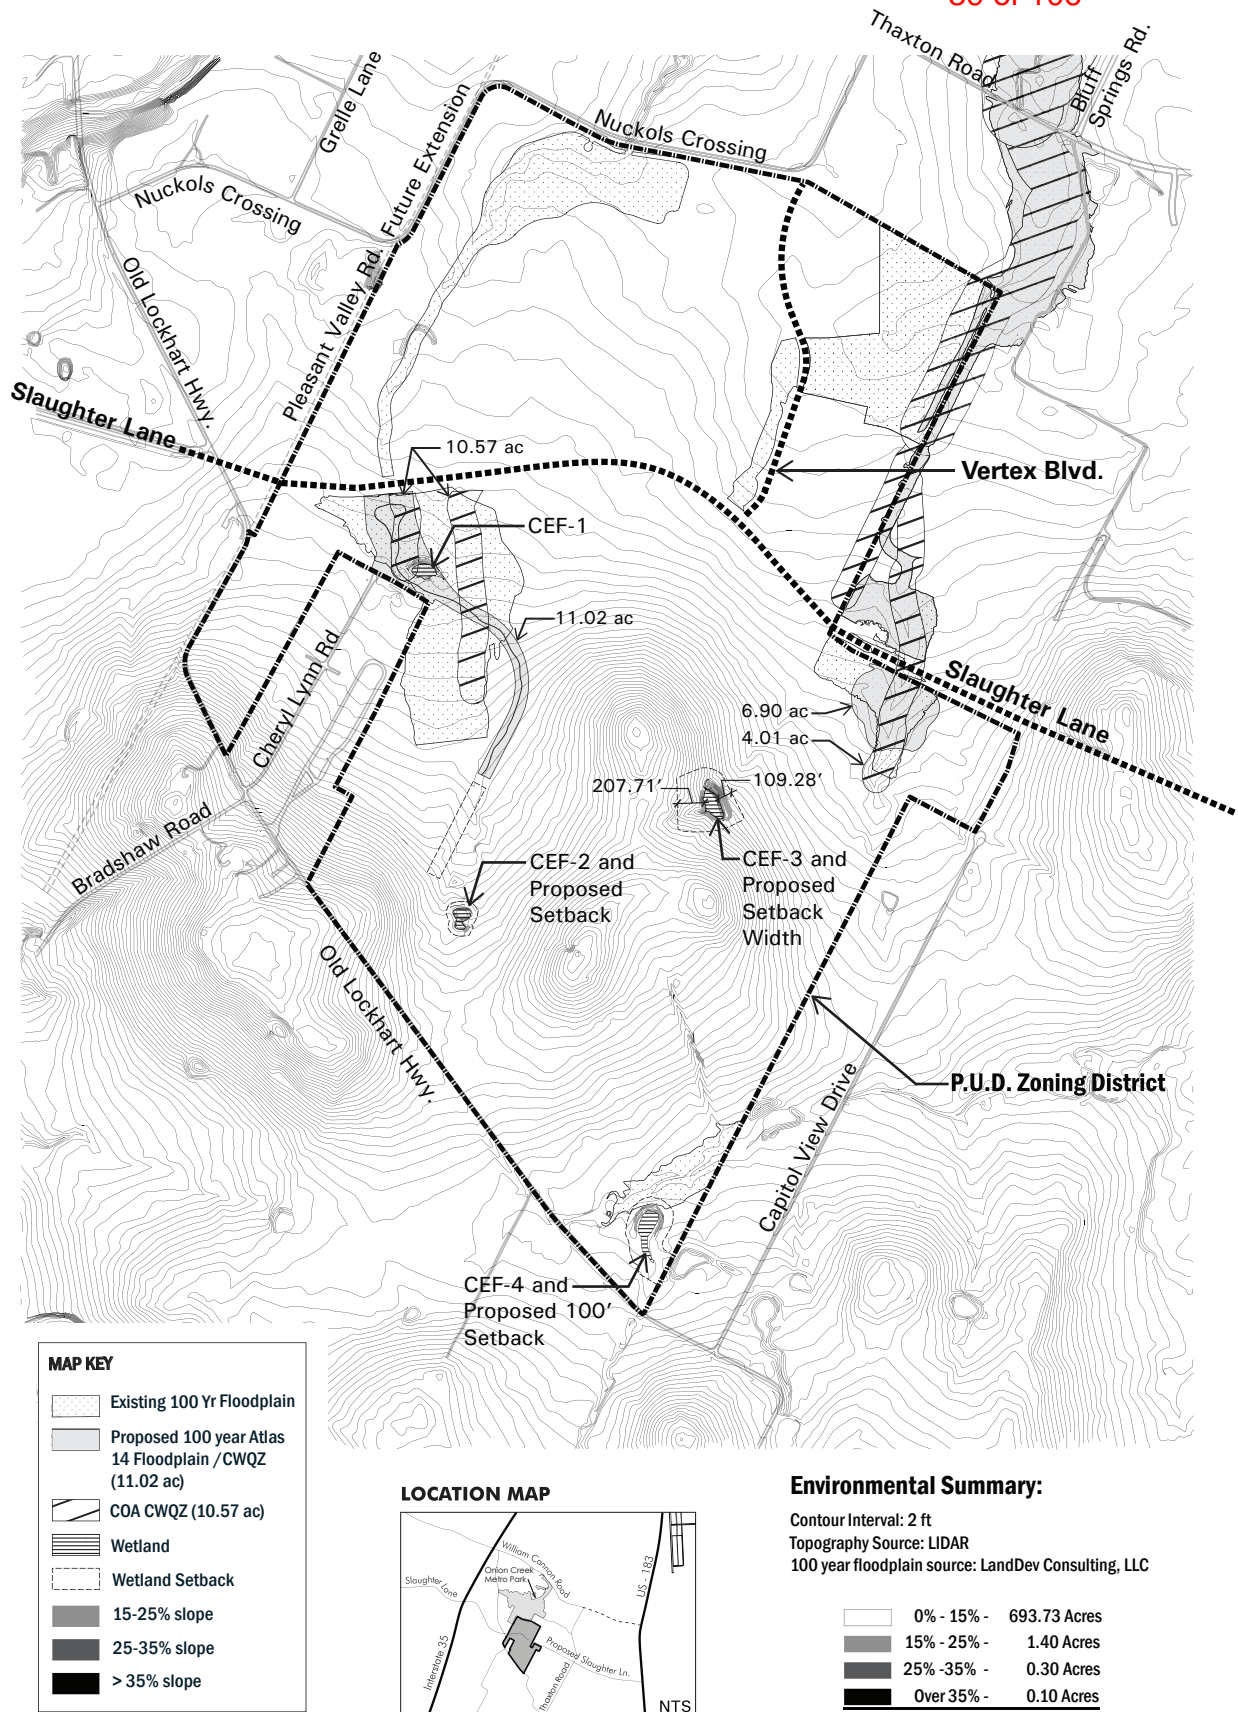 Thaxton Road
Bluff
Springs Rd.
Grelle Lane
Nuckols Crossing
Nuckols Crossing
Pleasant Valley Rd. Future Extension
Old Lockhart Hwy.
Slaughter Lane
10.57 ac
Vertex Blvd.
CEF-1
11.02 ac
Cheryl Lynn Rd
Slaughter Lane
6.90 ac
4.01 ac
207.71'
109.28'
Bradshaw Road
CEF-2 and
Proposed
Setback
CEF-3 and
Proposed
Setback
Width
Old Lockhart Hwy.
P.U.D. Zoning District
Capitol View Drive
CEF-4 and
Proposed 100'
Setback
MAP KEY
Existing 100 Yr Floodplain
Proposed 100 year Atlas
14 Floodplain /CWQZ
(11.02 ac)
COA CWQZ (10.57 ac)
Wetland
Wetland Setback
15-25% slope
25-35% slope
> 35% slope
LOCATION MAP
William Cannon Road
Onion Creek
Metro Park
Slaughter Lane
US - 183
Interstate 35
Proposed Slaughter Ln.
Thaxton Road
NTS
Environmental Summary:
Contour Interval: 2 ft
Topography Source: LIDAR
100 year floodplain source: LandDev Consulting, LLC
0% - 15% - 693.73 Acres
15% - 25% - 1.40 Acres
25% -35% - 0.30 Acres
Over 35% - 0.10 Acres